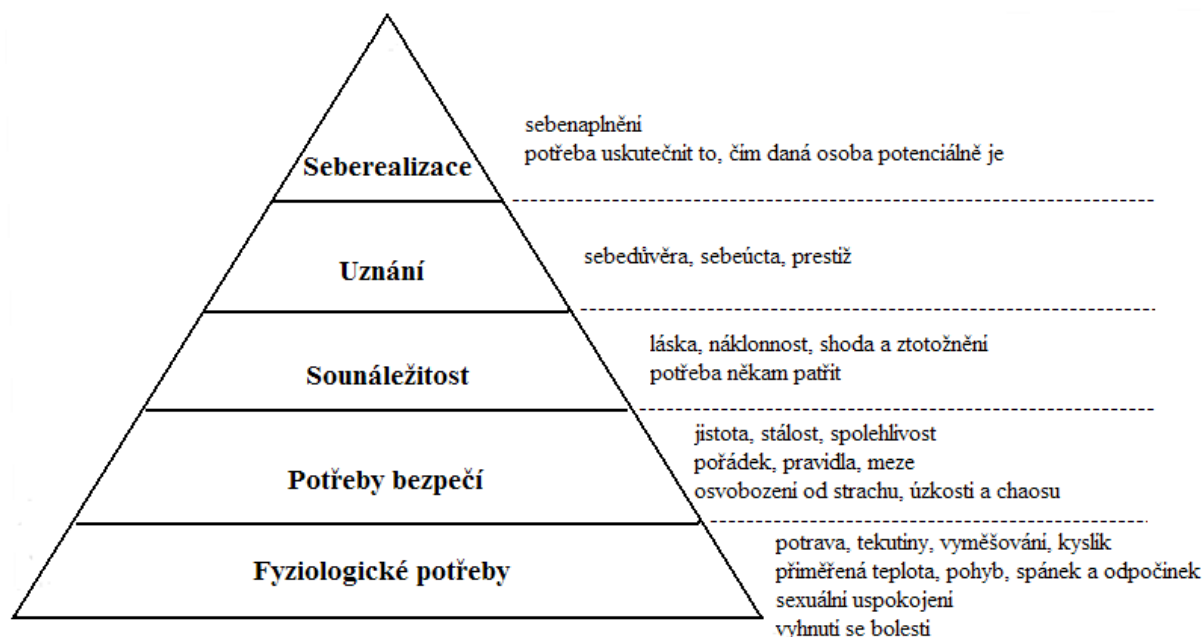 sebenaplnění
potřeba uskutečnit to, čím daná osoba potenciálně je
Seberealizace
sebedůvěra, sebeúcta, prestiž
Uznání
láska, náklonnost, shoda a ztotožnění
potřeba někam patřit
Sounáležitost
jistota, stálost, spolehlivost
pořádek, pravidla, meze
osvobození od strachu, úzkosti a chaosu
Potřeby bezpečí
potrava, tekutiny, vyměšování, kyslík
přiměřená teplota, pohyb, spánek a odpočinek
sexuální uspokojení
vyhnutí se bolesti
Fyziologické potřeby